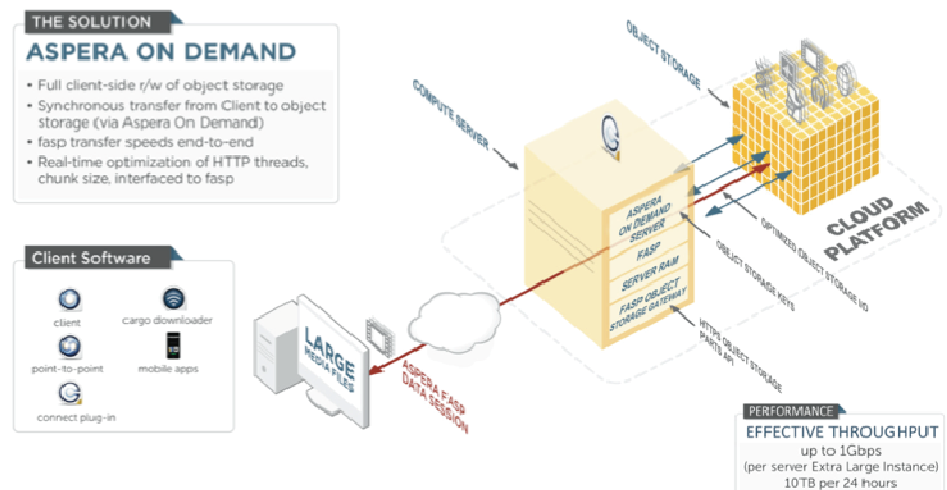 THE SOLUTION
ASPERA ON DEMAND
• Full client-side r/w of object storage
• Synchronous transfer from Client to object
storage (via Aspera On Demand)
• fasp transfer speeds end-to-end
• Real-time optimization of HTTP threads,
chunk size, interfaced to fasp
Client Software
client
cargo downloader
point-to-point
mobile apps
connect plug-in
LARGE
MEDIA FILES
ASPERA FASP
DATA SESSION
COMPUTE SERVER
OBJECT STORAGE
ASPERA
ON DEMAND
SERVER
FASP
SERVER RAM
FASP OBJECT
STORAGE GATEWAY
CLOUD
PLATFORM
OPTIMIZED OBJECT STORAGE I/O
OBJCT STORAGE KEYS
HTTPS OBJECT STORAGE
PARTS API
PERFORMANCE
EFFECTIVE THROUGHPUT
up to 1Gbps
(per server Extra Large Instance)
10TB per 24 hours